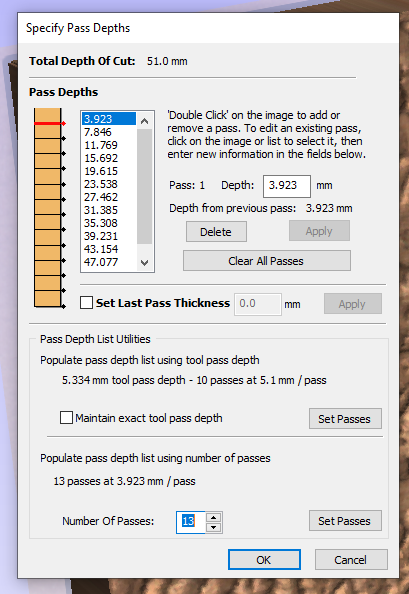 Specify Pass Depths
Total Depth Of Cut: 51.0 mm
Pass Depths
3.923
7.846
11.769
15.692
19.615
23.538
27.462
31.385
35.308
39.231
43.154
47.077
'Double Click' on the image to add or
remove a pass. To edit an existing pass,
click on the image or list to select it, then
enter new information in the fields below.
Pass: 1 Depth: 3.923 mm
Depth from previous pass: 3.923 mm
Delete Apply
Clear All Passes
Set Last Pass Thickness 0.0 mm Apply
Pass Depth List Utilities
Populate pass depth list using tool pass depth
5.334 mm tool pass depth - 10 passes at 5.1 mm / pass
Maintain exact tool pass depth Set Passes
Populate pass depth list using number of passes
13 passes at 3.923 mm / pass
Number Of Passes: 13 Set Passes
OK Cancel